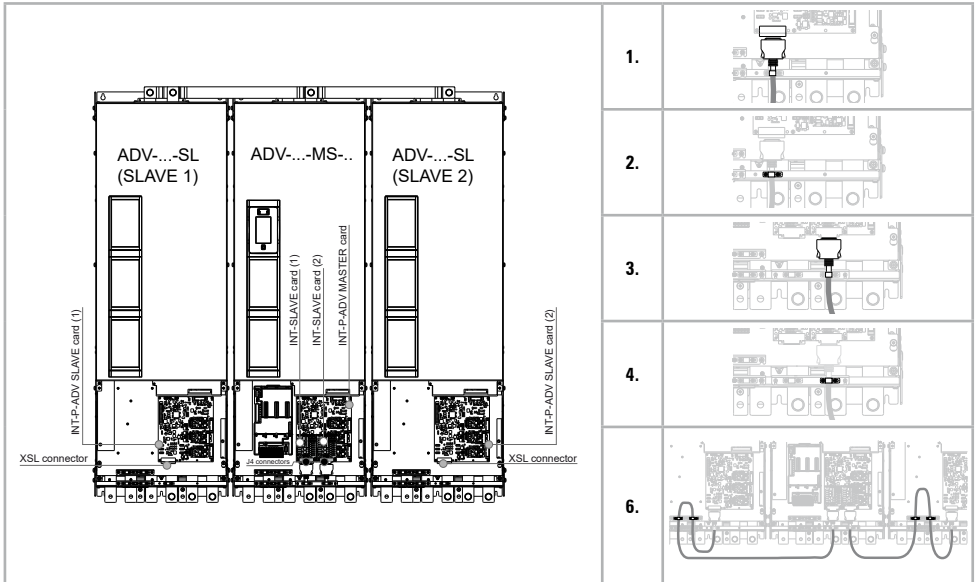 ADV-...-SL
(SLAVE 1)
ADV-...-MS-..
ADV-...-SL
(SLAVE 2)
INT-P-ADV SLAVE card (1)
INT-SLAVE card (1)
INT-SLAVE card (2)
INT-P-ADV MASTER card
INT-P-ADV SLAVE card (2)
XSL connector
J4 connectors
XSL connector
1.
2.
3.
4.
6.